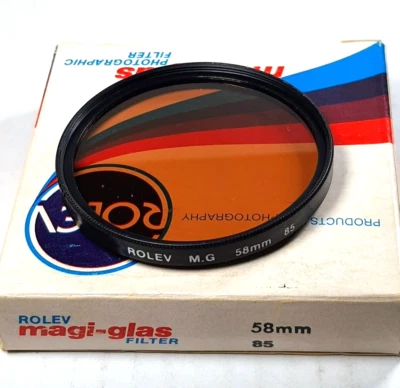 PHOTOGRAPHIC
FILTER
ROLEV
PRODUCTS
PHOTOGRAPHY
ROLEV M.G 58mm 85
ROLEV
magi-glas
FILTER
58mm
85